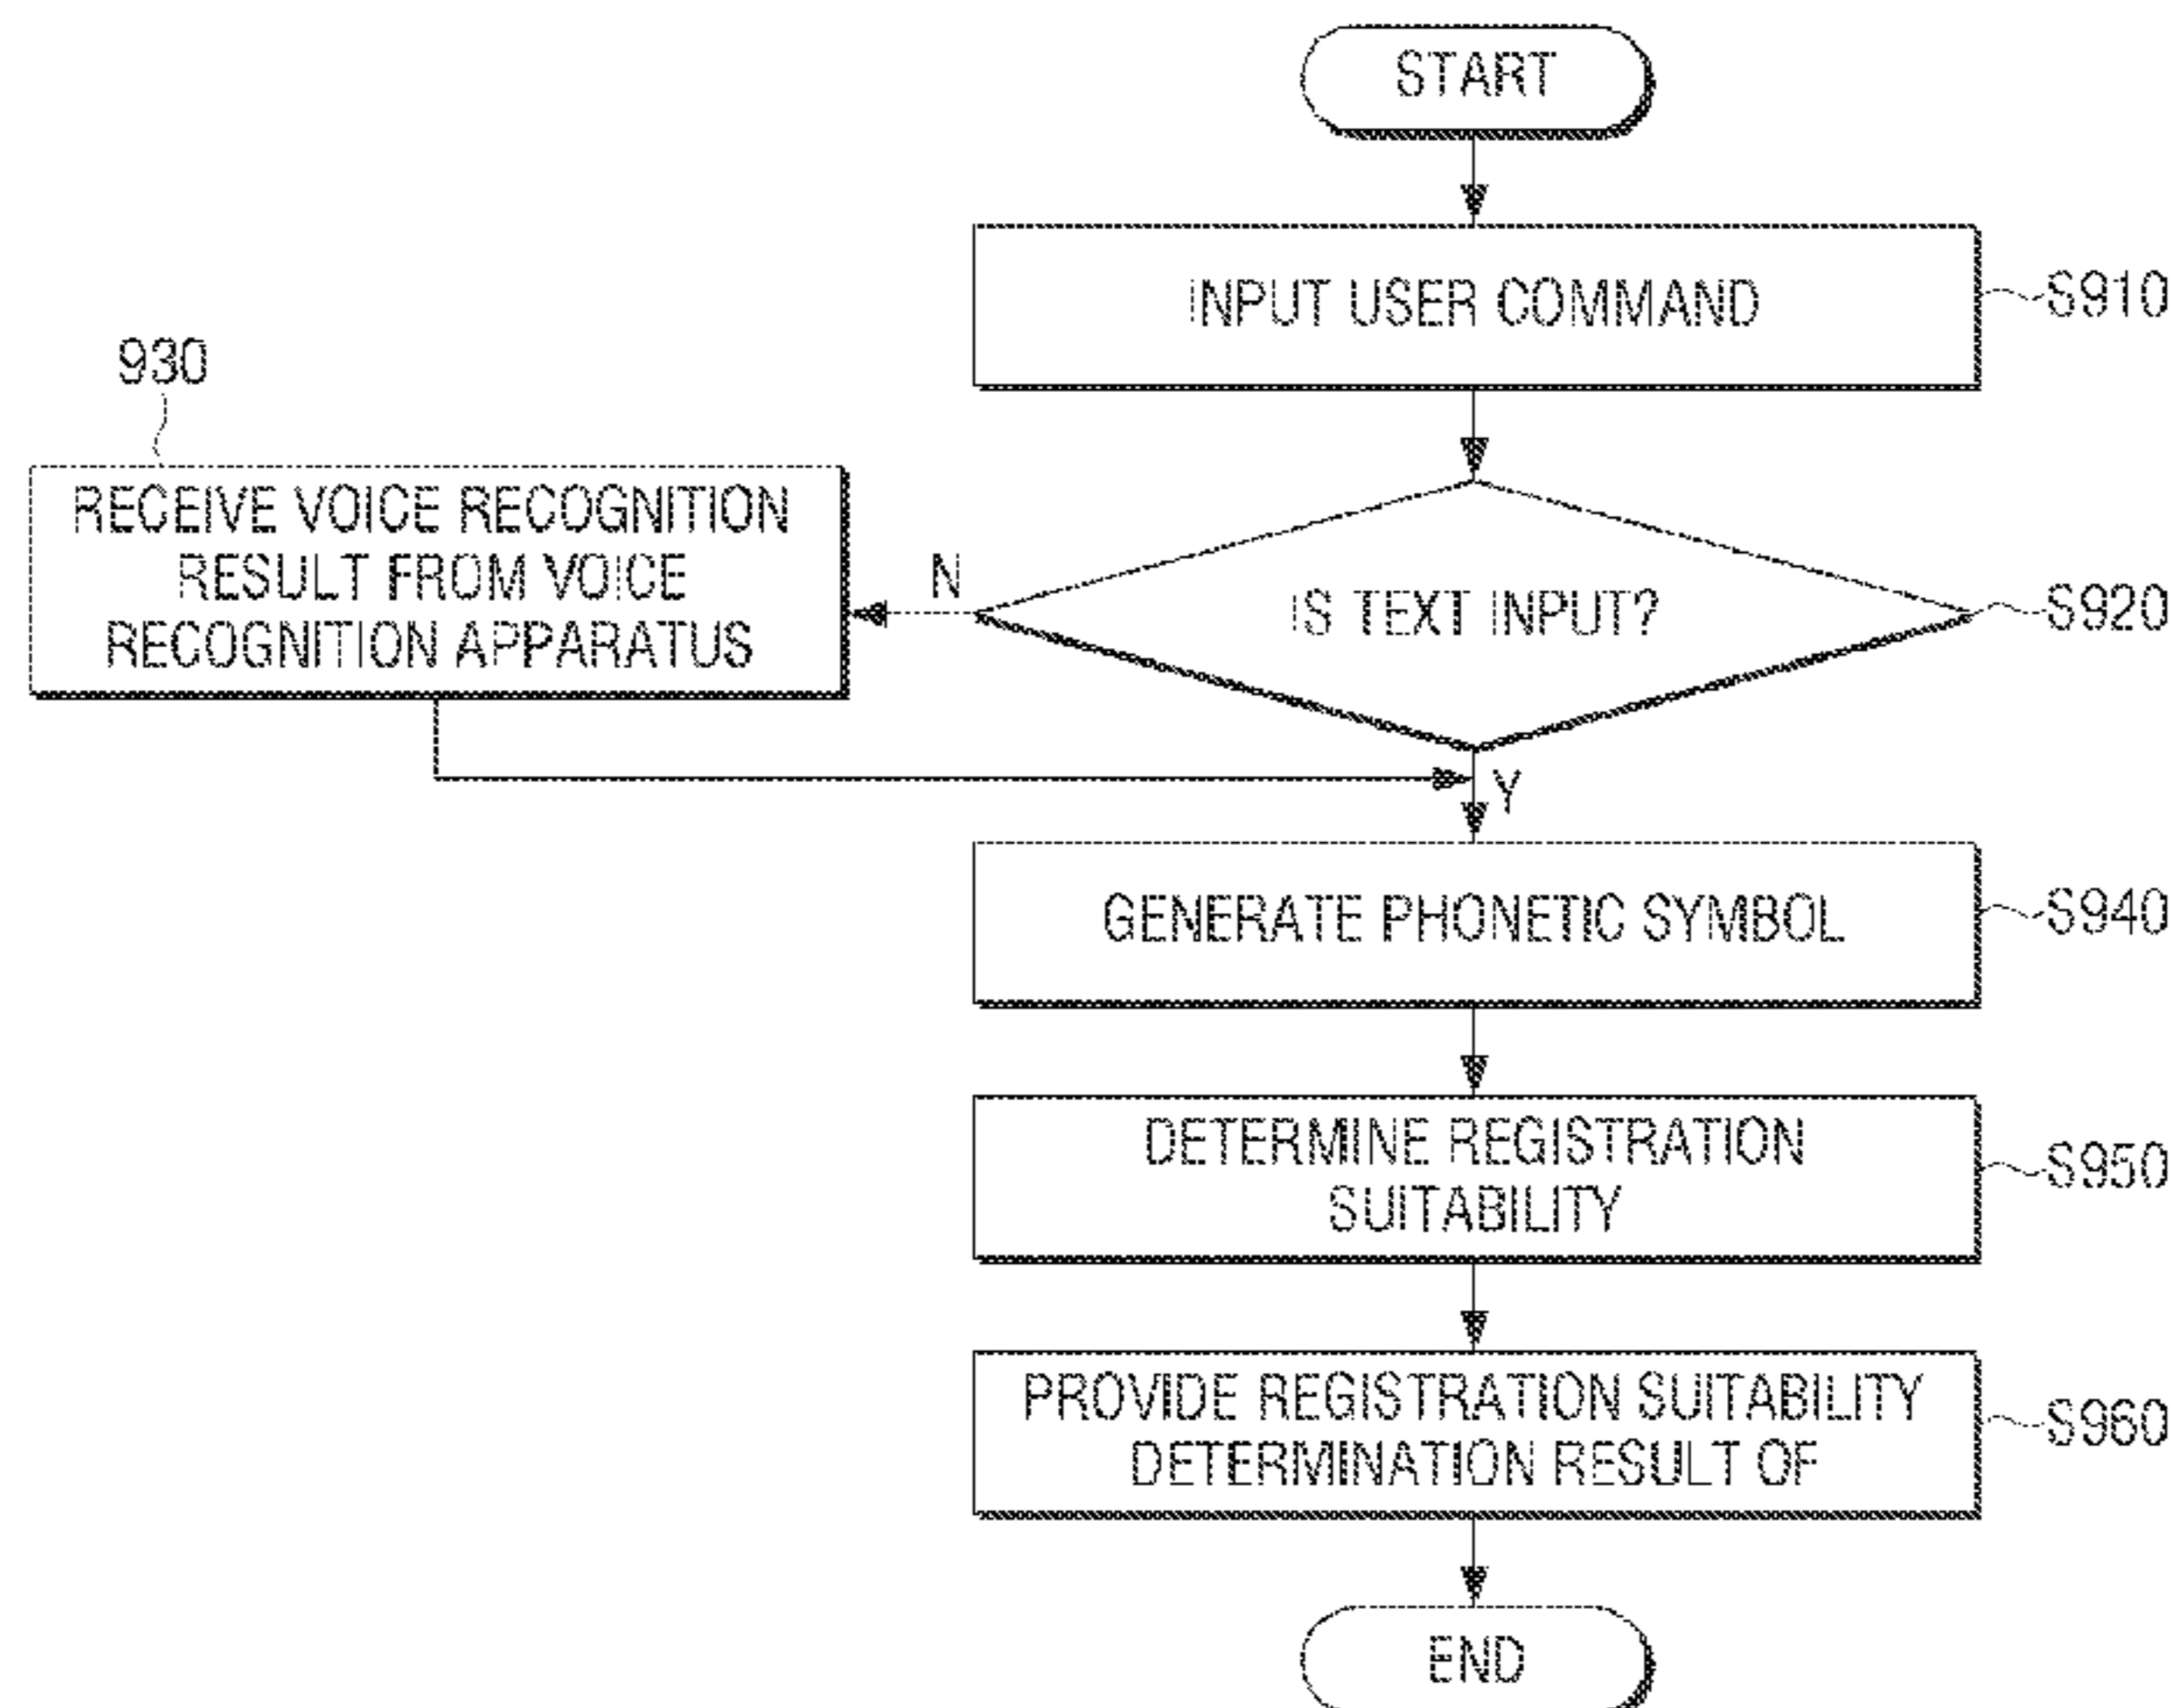 START
INPUT USER COMMAND
S910
930
RECEIVE VOICE RECOGNITION
RESULT FROM VOICE
RECOGNITION APPARATUS
N
IS TEXT INPUT?
S920
Y
GENERATE PHONETIC SYMBOL
S940
DETERMINE REGISTRATION
SUITABILITY
S950
PROVIDE REGISTRATION SUITABILITY
DETERMINATION RESULT OF
S960
END